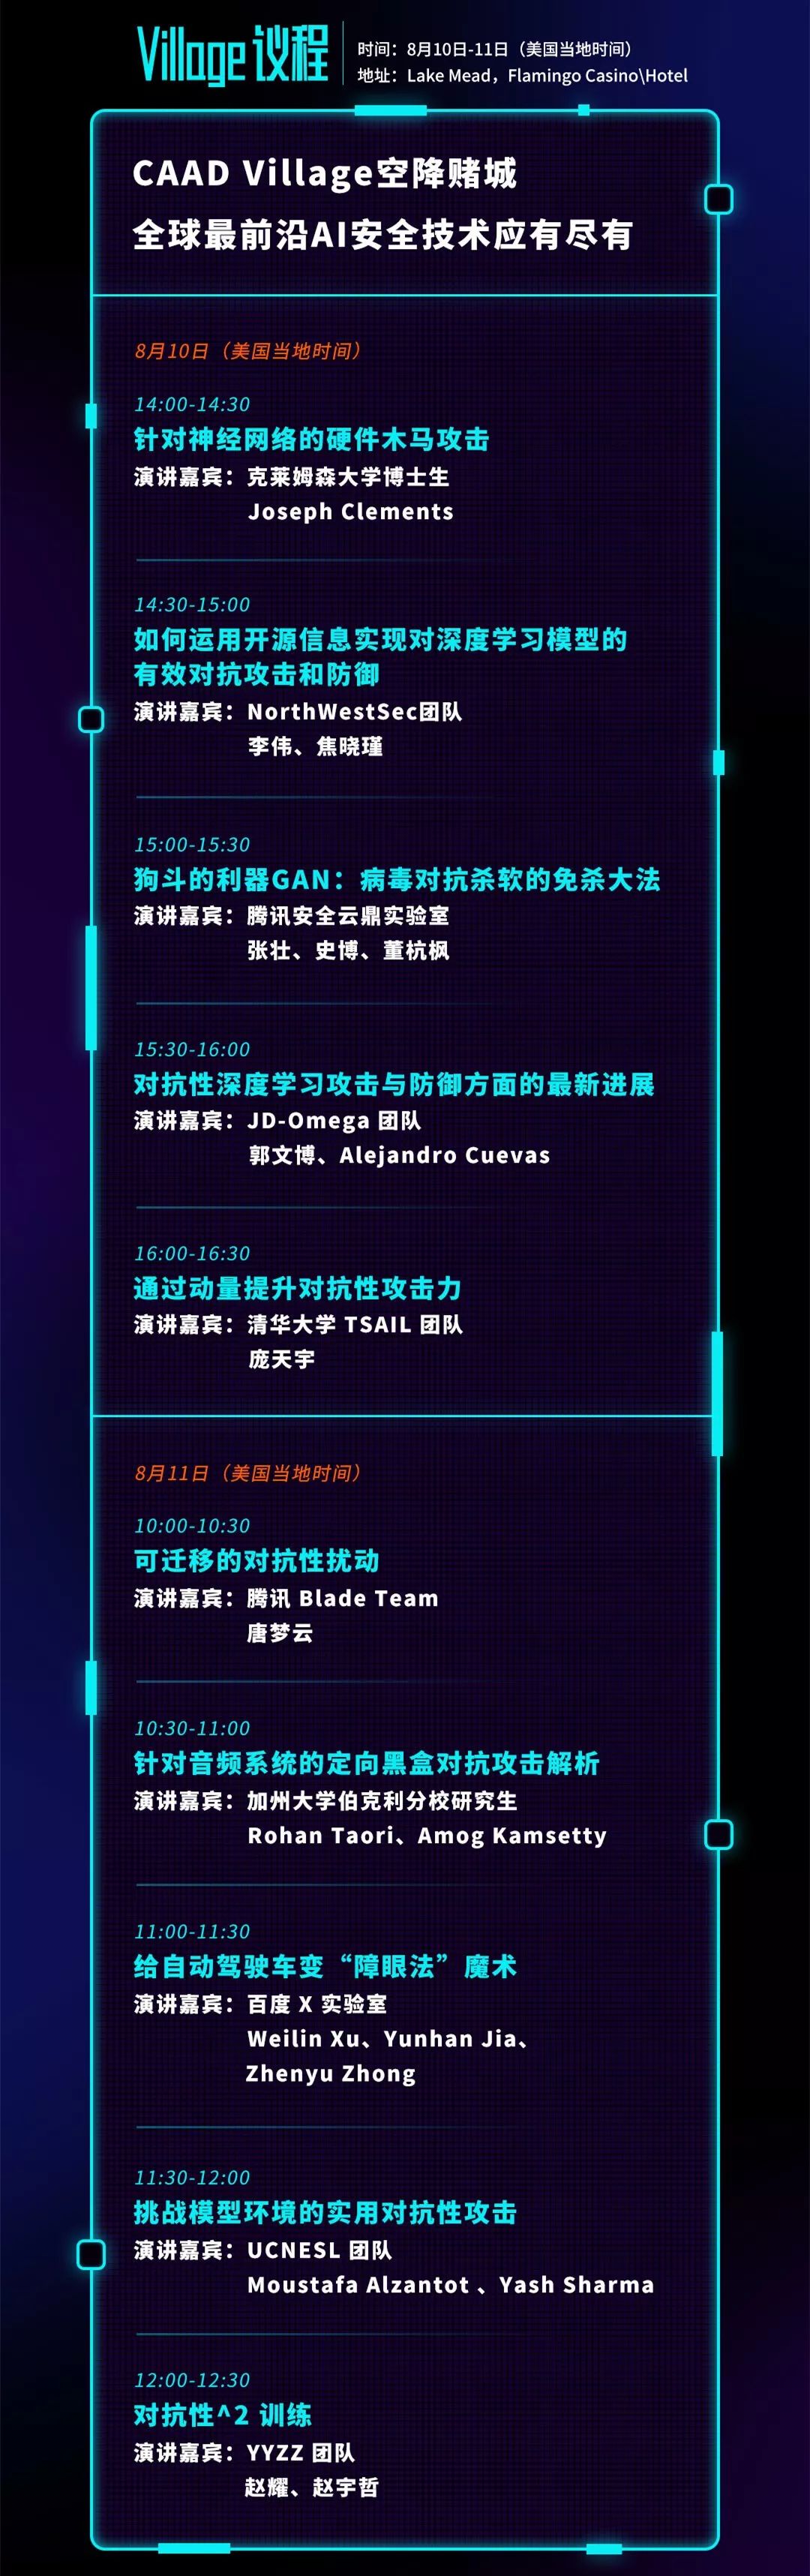 Village 议程
时间：8月10日-11日（美国当地时间）
地址：Lake Mead，Flamingo Casino\Hotel
CAAD Village空降赌城
全球最前沿AI安全技术应有尽有
8月10日（美国当地时间）
14:00-14:30
针对神经网络的硬件木马攻击
演讲嘉宾：克莱姆森大学博士生
Joseph Clements
14:30-15:00
如何运用开源信息实现对深度学习模型的
有效对抗攻击和防御
演讲嘉宾：NorthWestSec团队
李伟、焦晓瑾
15:00-15:30
狗斗的利器GAN：病毒对抗杀软的免杀大法
演讲嘉宾：腾讯安全云鼎实验室
张壮、史博、董杭枫
15:30-16:00
对抗性深度学习攻击与防御方面的最新进展
演讲嘉宾：JD-Omega 团队
郭文博、Alejandro Cuevas
16:00-16:30
通过动量提升对抗性攻击力
演讲嘉宾：清华大学 TSAIL 团队
庞天宇
8月11日（美国当地时间）
10:00-10:30
可迁移的对抗性扰动
演讲嘉宾：腾讯 Blade Team
唐梦云
10:30-11:00
针对音频系统的定向黑盒对抗攻击解析
演讲嘉宾：加州大学伯克利分校研究生
Rohan Taori、Amog Kamsetty
11:00-11:30
给自动驾驶车变“障眼法”魔术
演讲嘉宾：百度 X 实验室
Weilin Xu、Yunhan Jia、
Zhenyu Zhong
11:30-12:00
挑战模型环境的实用对抗性攻击
演讲嘉宾：UCNESL 团队
Moustafa Alzantot 、Yash Sharma
12:00-12:30
对抗性^2 训练
演讲嘉宾：YYZZ 团队
赵耀、赵宇哲